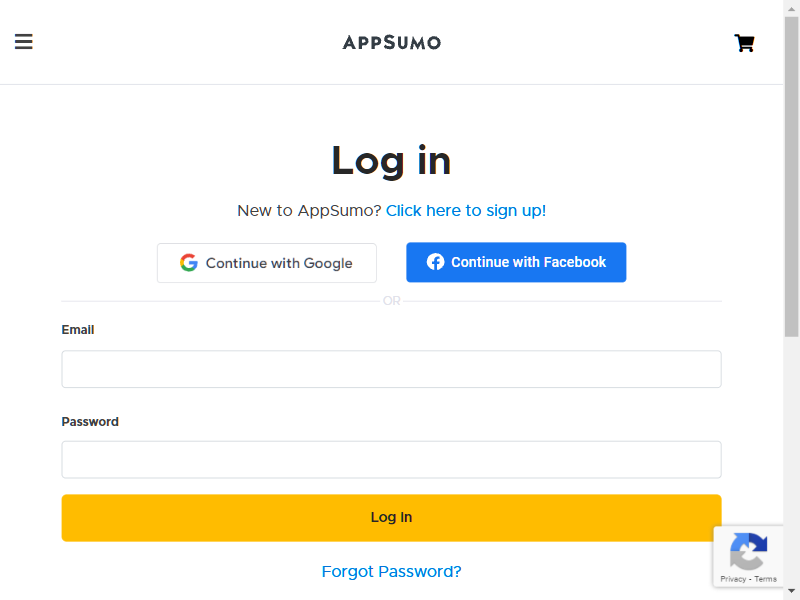 APPSUMO
Log in
New to AppSumo? Click here to sign up!
Continue with Google
Continue with Facebook
OR
Email
Password
Log In
Forgot Password?
Privacy - Terms